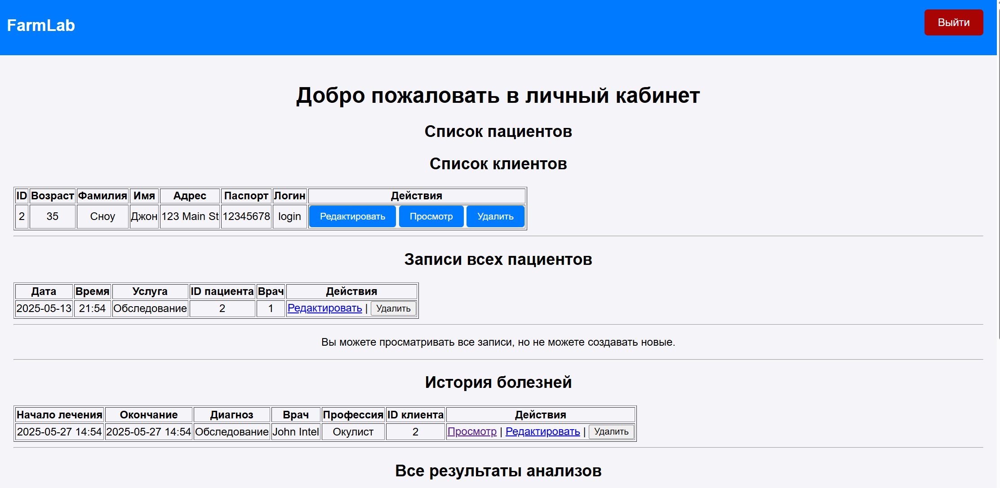 FarmLab
Выйти
Добро пожаловать в личный кабинет
Список пациентов
Список клиентов
ID Возраст Фамилия Имя Адрес Паспорт Логин Действия
2 35 Сноу Джон 123 Main St 12345678 login Редактировать Просмотр Удалить
Записи всех пациентов
Дата Время Услуга ID пациента Врач Действия
2025-05-13 21:54 Обследование 2 1 Редактировать | Удалить
Вы можете просматривать все записи, но не можете создавать новые.
История болезней
Начало лечения Окончание Диагноз Врач Профессия ID клиента Действия
2025-05-27 14:54 2025-05-27 14:54 Обследование John Intel Окулист 2 Просмотр | Редактировать | Удалить
Все результаты анализов